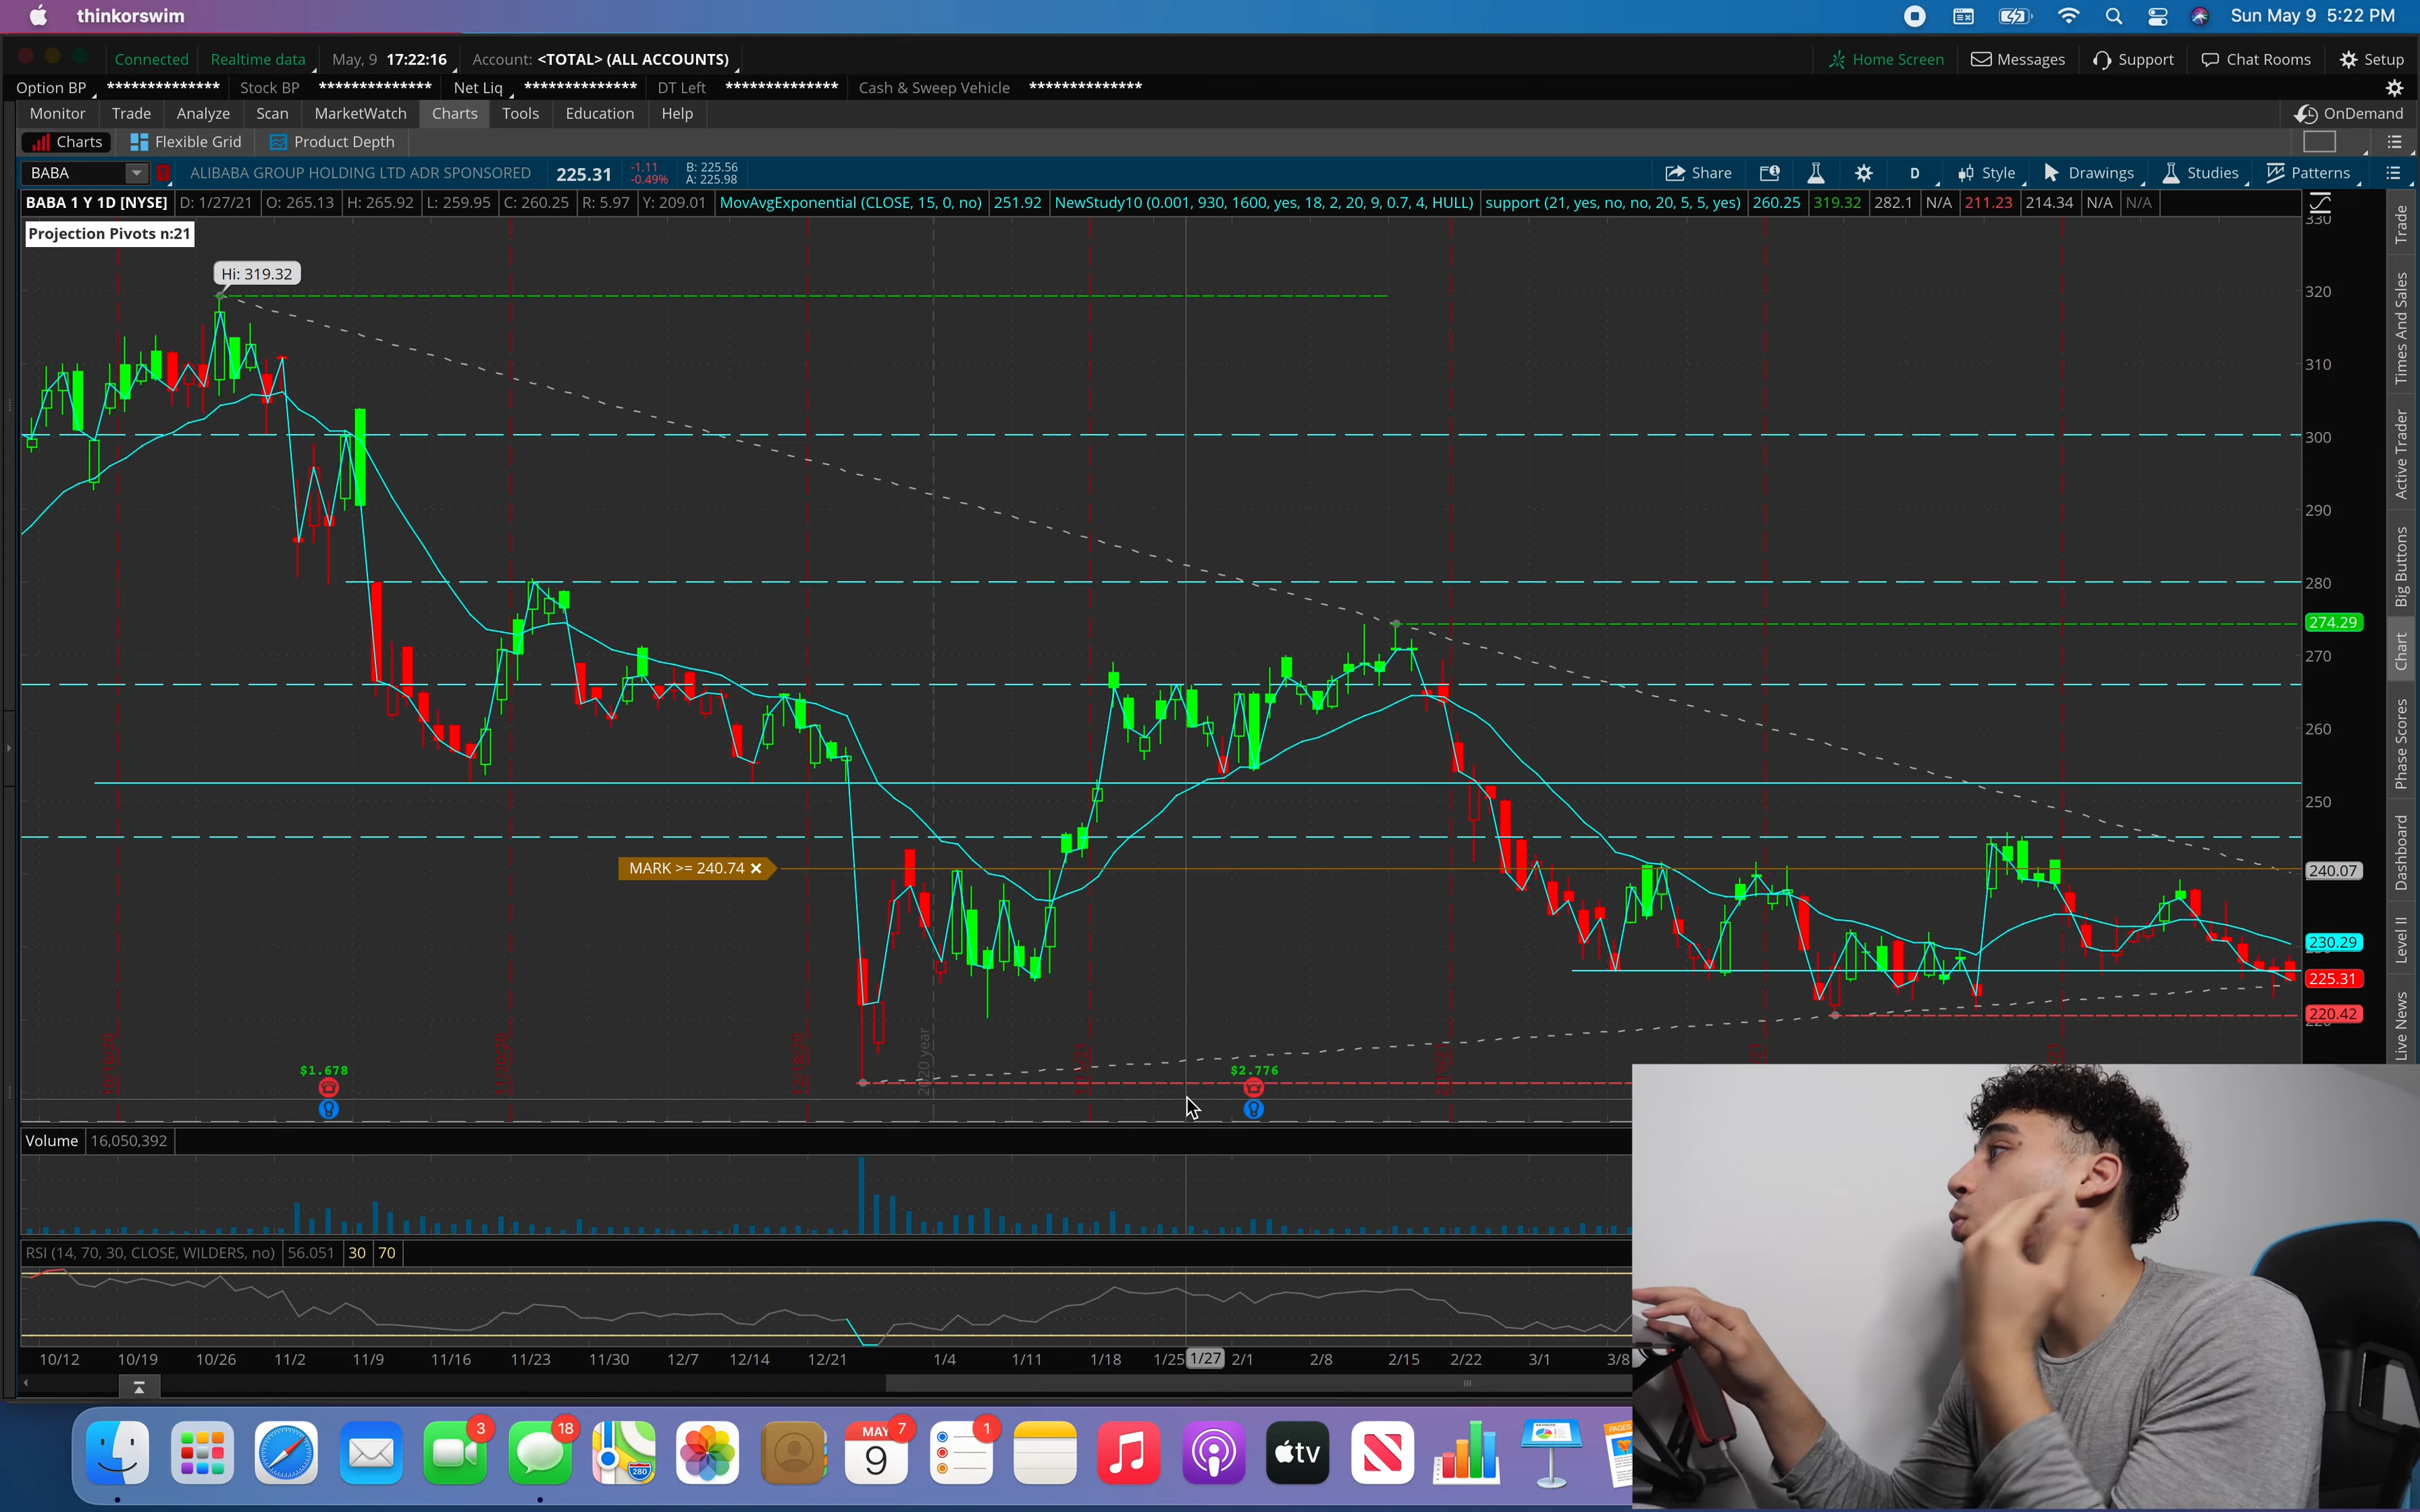 thinkorswim
Sun May 9 5:22 PM
Connected Realtime data May, 9 17:22:16 Account: <TOTAL> (ALL ACCOUNTS)
Home Screen Messages Support Chat Rooms Setup
Option BP ************** Stock BP ************** Net Liq ************** DT Left ************** Cash & Sweep Vehicle **************
Monitor Trade Analyze Scan MarketWatch Charts Tools Education Help
OnDemand
Charts Flexible Grid Product Depth
BABA ALIBABA GROUP HOLDING LTD ADR SPONSORED 225.31
-1.11
-0.49%
B: 225.56
A: 225.98
Share D Style Drawings Studies Patterns
BABA 1 Y 1D [NYSE] D: 1/27/21 O: 265.13 H: 265.92 L: 259.95 C: 260.25 R: 5.97 Y: 209.01 MovAvgExponential (CLOSE, 15, 0, no) 251.92 NewStudy10 (0.001, 930, 1600, yes, 18, 2, 20, 9, 0.7, 4, HULL) support (21, yes, no, no, 20, 5, 5, yes) 260.25 319.32 282.1 N/A 211.23 214.34 N/A N/A
Projection Pivots n:21
Hi: 319.32
330
320
310
300
290
280
274.29
270
260
250
MARK >= 240.74
240.07
230.29
225.31
220.42
Trade
Times And Sales
Active Trader
Big Buttons
Chart
Phase Scores
Dashboard
Level II
Live News
2020 year
$1.678
$2.776
Volume 16,050,392
RSI (14, 70, 30, CLOSE, WILDERS, no) 56.051 30 70
10/12 10/19 10/26 11/2 11/9 11/16 11/23 11/30 12/7 12/14 12/21 1/4 1/11 1/18 1/25 1/27 2/1 2/8 2/15 2/22 3/1 3/8
3
18
MAY
9
7
1
280
tv